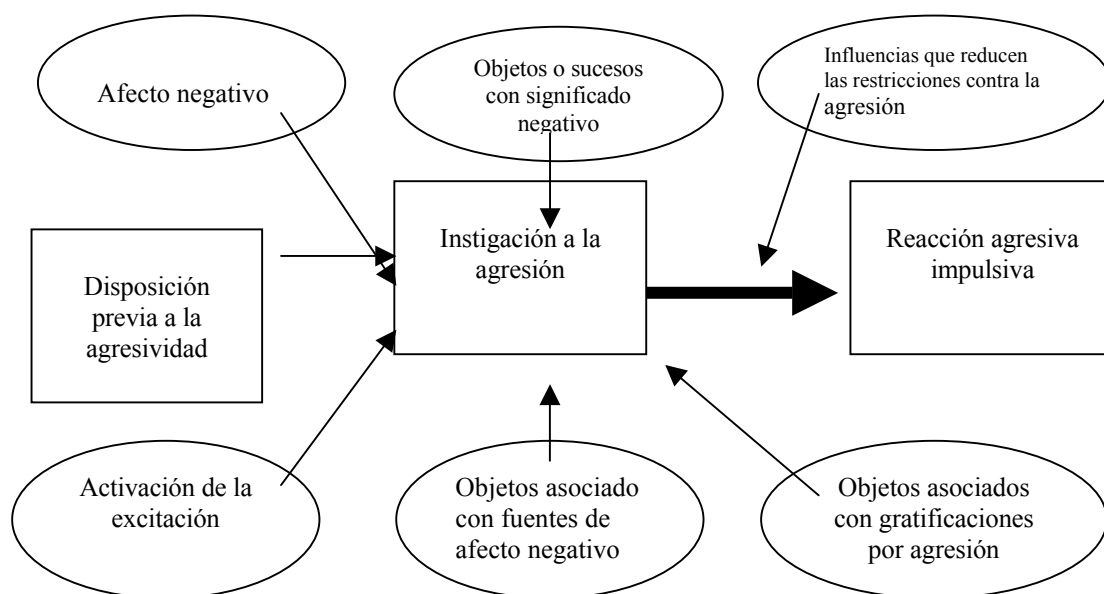 Afecto negativo
Objetos o sucesos
con significado
negativo
Influencias que reducen
las restricciones contra la
agresión
Disposición
previa a la
agresividad
Instigación a la
agresión
Reacción agresiva
impulsiva
Activación de la
excitación
Objetos asociado
con fuentes de
afecto negativo
Objetos asociados
con gratificaciones
por agresión